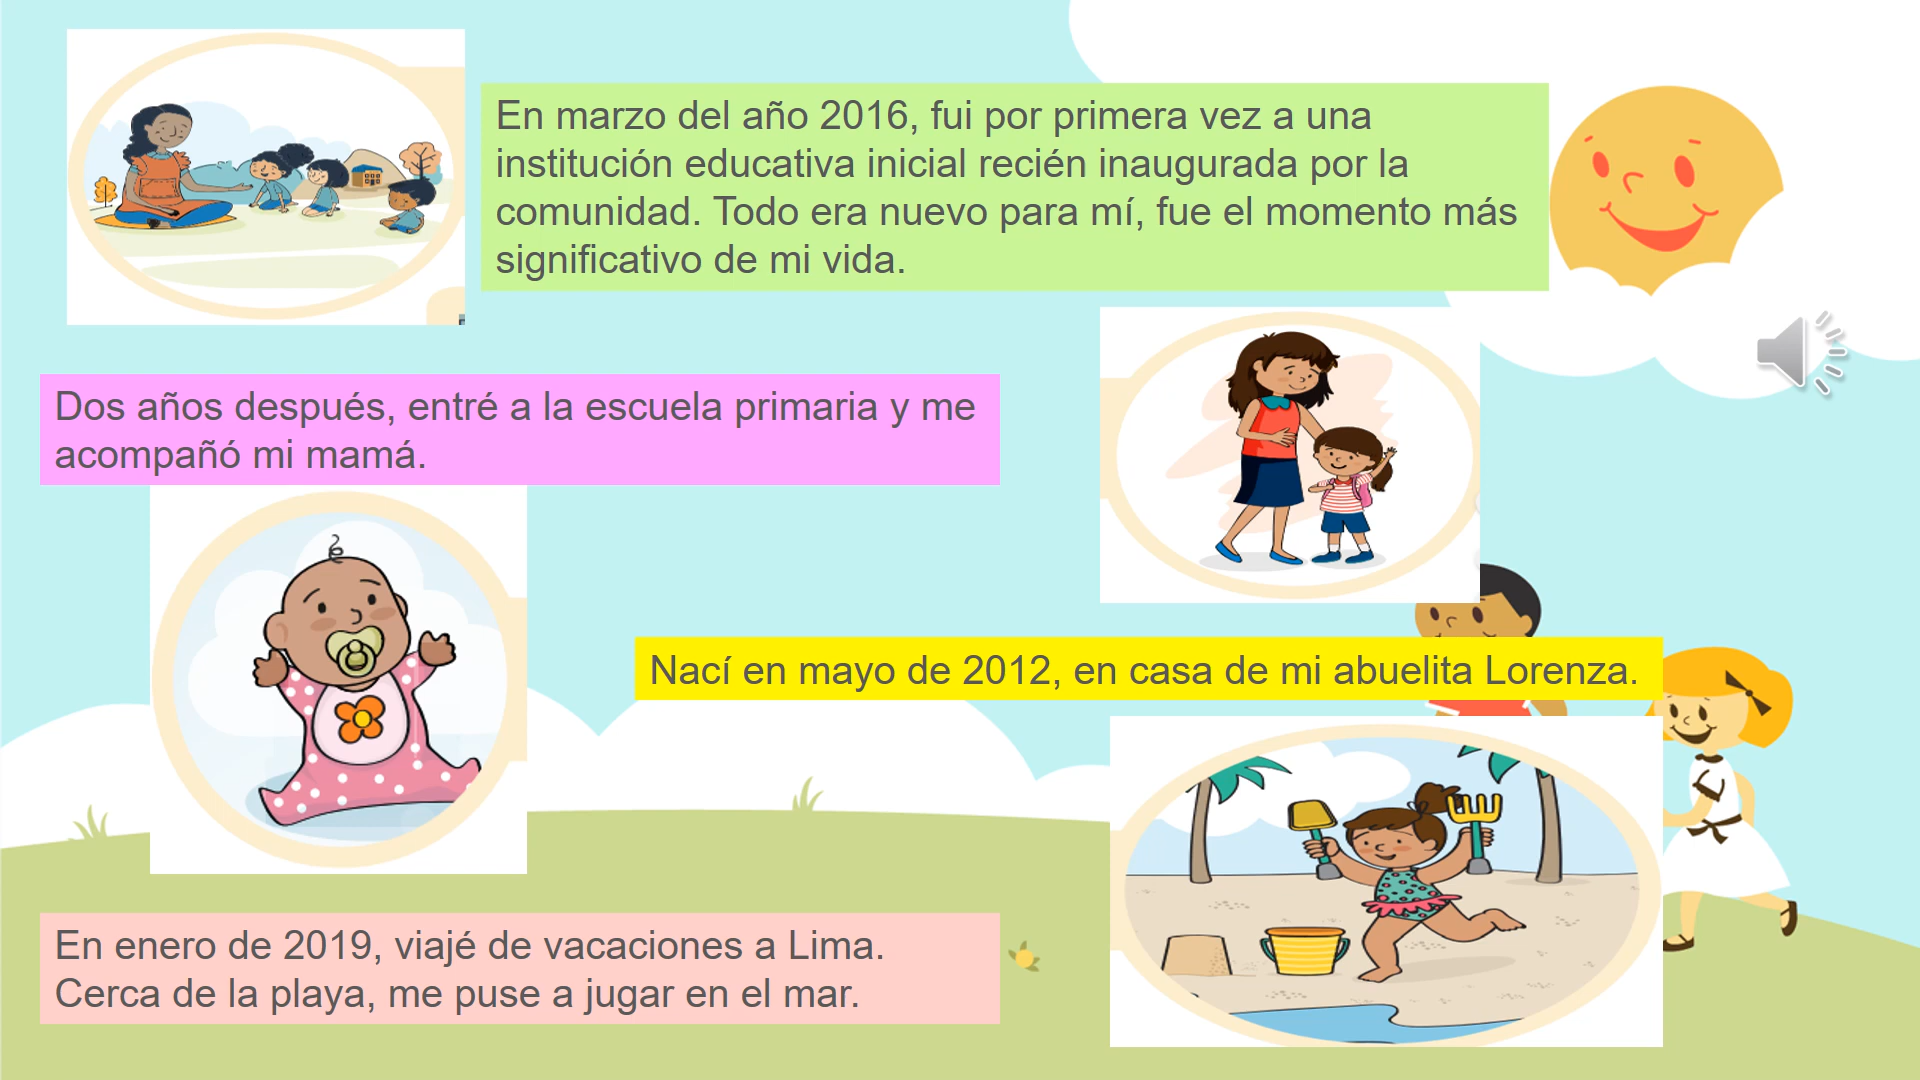 En marzo del año 2016, fui por primera vez a una
institución educativa inicial recién inaugurada por la
comunidad. Todo era nuevo para mí, fue el momento más
significativo de mi vida.
Dos años después, entré a la escuela primaria y me
acompañó mi mamá.
Nací en mayo de 2012, en casa de mi abuelita Lorenza.
En enero de 2019, viajé de vacaciones a Lima.
Cerca de la playa, me puse a jugar en el mar.